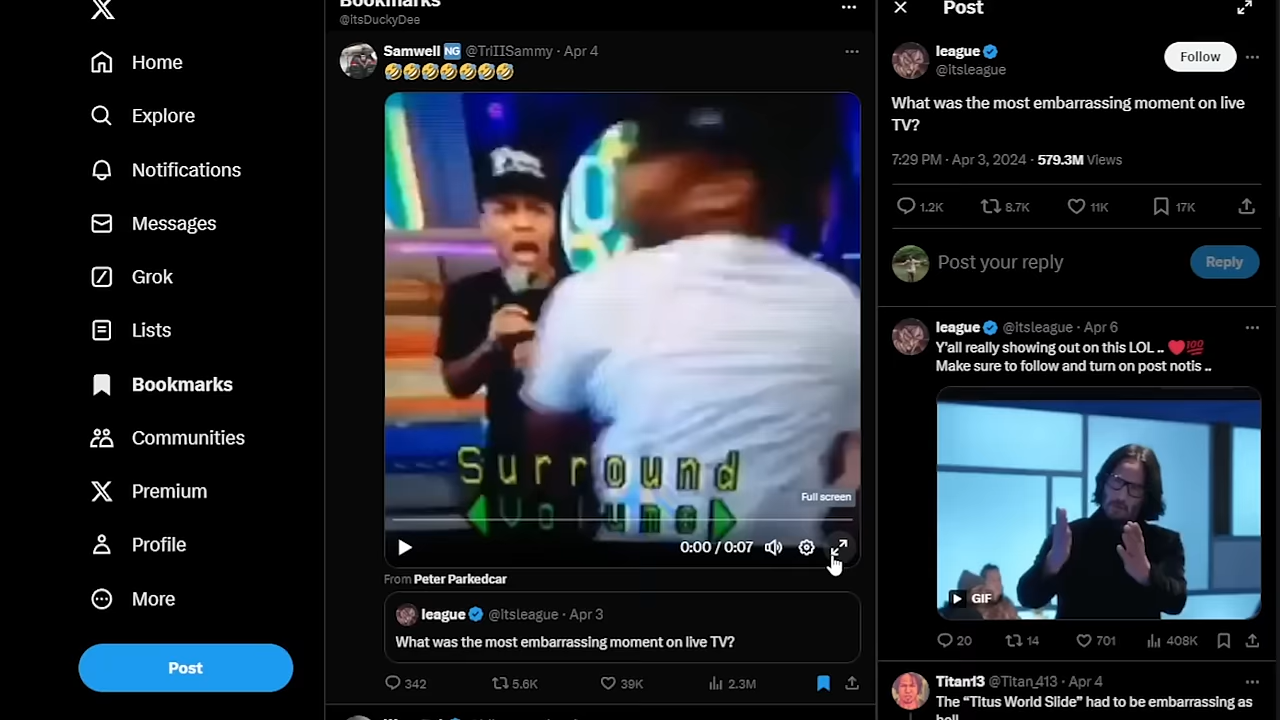 Home
Explore
Notifications
Messages
Grok
Lists
Bookmarks
Communities
Premium
Profile
More
Post
Bookmarks
@itsDuckyDee
Samwell NG @TrIISammy · Apr 4
🤣🤣🤣🤣🤣🤣🤣
Surround
Volume
Full screen
0:00 / 0:07
From Peter Parkedcar
league @itsleague · Apr 3
What was the most embarrassing moment on live TV?
342 5.6K 39K 2.3M
Post
league
@itsleague
Follow
What was the most embarrassing moment on live
TV?
7:29 PM · Apr 3, 2024 · 579.3M Views
1.2K 8.7K 11K 17K
Post your reply
Reply
league @itsleague · Apr 6
Y'all really showing out on this LOL .. ❤️💯
Make sure to follow and turn on post notis ..
GIF
20 14 701 408K
Titan13 @Titan_413 · Apr 4
The “Titus World Slide” had to be embarrassing as
hell